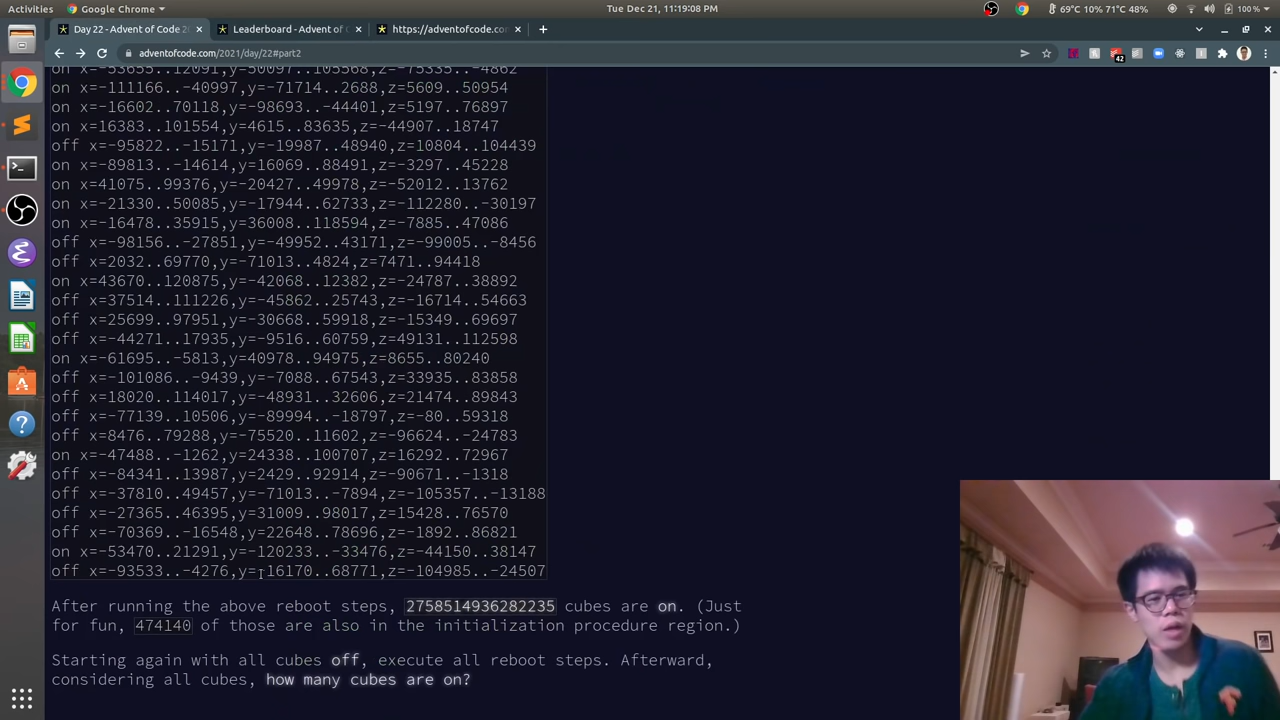 Activities
Google Chrome
Tue Dec 21, 11:19:08 PM
69°C 10% 71°C 48%
100 %
Day 22 - Advent of Code 20
Leaderboard - Advent of C
https://adventofcode.com
adventofcode.com/2021/day/22#part2
42
on x=-53655..12091,y=50097..105568,z=-75335..-4862
on x=-111166..-40997,y=-71714..2688,z=5609..50954
on x=-16602..70118,y=-98693..-44401,z=5197..76897
on x=16383..101554,y=4615..83635,z=-44907..18747
off x=-95822..-15171,y=-19987..48940,z=10804..104439
on x=-89813..-14614,y=16069..88491,z=-3297..45228
on x=41075..99376,y=-20427..49978,z=-52012..13762
on x=-21330..50085,y=-17944..62733,z=-112280..-30197
on x=-16478..35915,y=36008..118594,z=-7885..47086
off x=-98156..-27851,y=-49952..43171,z=-99005..-8456
off x=2032..69770,y=-71013..4824,z=7471..94418
on x=43670..120875,y=-42068..12382,z=-24787..38892
off x=37514..111226,y=-45862..25743,z=-16714..54663
off x=25699..97951,y=-30668..59918,z=-15349..69697
off x=-44271..17935,y=-9516..60759,z=49131..112598
on x=-61695..-5813,y=40978..94975,z=8655..80240
off x=-101086..-9439,y=-7088..67543,z=33935..83858
off x=18020..114017,y=-48931..32606,z=21474..89843
off x=-77139..10506,y=-89994..-18797,z=-80..59318
off x=8476..79288,y=-75520..11602,z=-96624..-24783
on x=-47488..-1262,y=24338..100707,z=16292..72967
off x=-84341..13987,y=2429..92914,z=-90671..-1318
off x=-37810..49457,y=-71013..-7894,z=-105357..-13188
off x=-27365..46395,y=31009..98017,z=15428..76570
off x=-70369..-16548,y=22648..78696,z=-1892..86821
on x=-53470..21291,y=-120233..-33476,z=-44150..38147
off x=-93533..-4276,y=-16170..68771,z=-104985..-24507
After running the above reboot steps, 2758514936282235 cubes are on. (Just
for fun, 474140 of those are also in the initialization procedure region.)
Starting again with all cubes off, execute all reboot steps. Afterward,
considering all cubes, how many cubes are on?